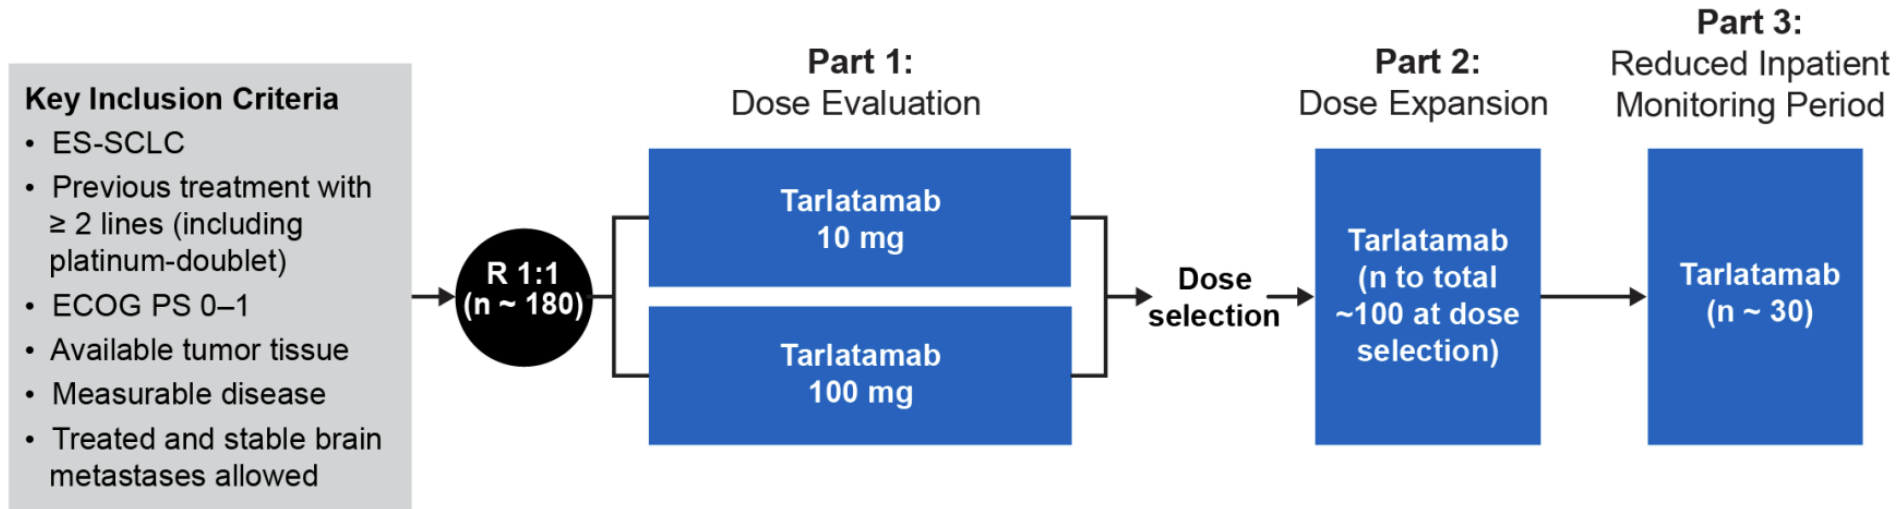 Key Inclusion Criteria
• ES-SCLC
• Previous treatment with
≥ 2 lines (including
platinum-doublet)
• ECOG PS 0–1
• Available tumor tissue
• Measurable disease
• Treated and stable brain
metastases allowed
R 1:1
(n ~ 180)
Part 1:
Dose Evaluation
Tarlatamab
10 mg
Tarlatamab
100 mg
Dose
selection
Part 2:
Dose Expansion
Tarlatamab
(n to total
~100 at dose
selection)
Part 3:
Reduced Inpatient
Monitoring Period
Tarlatamab
(n ~ 30)